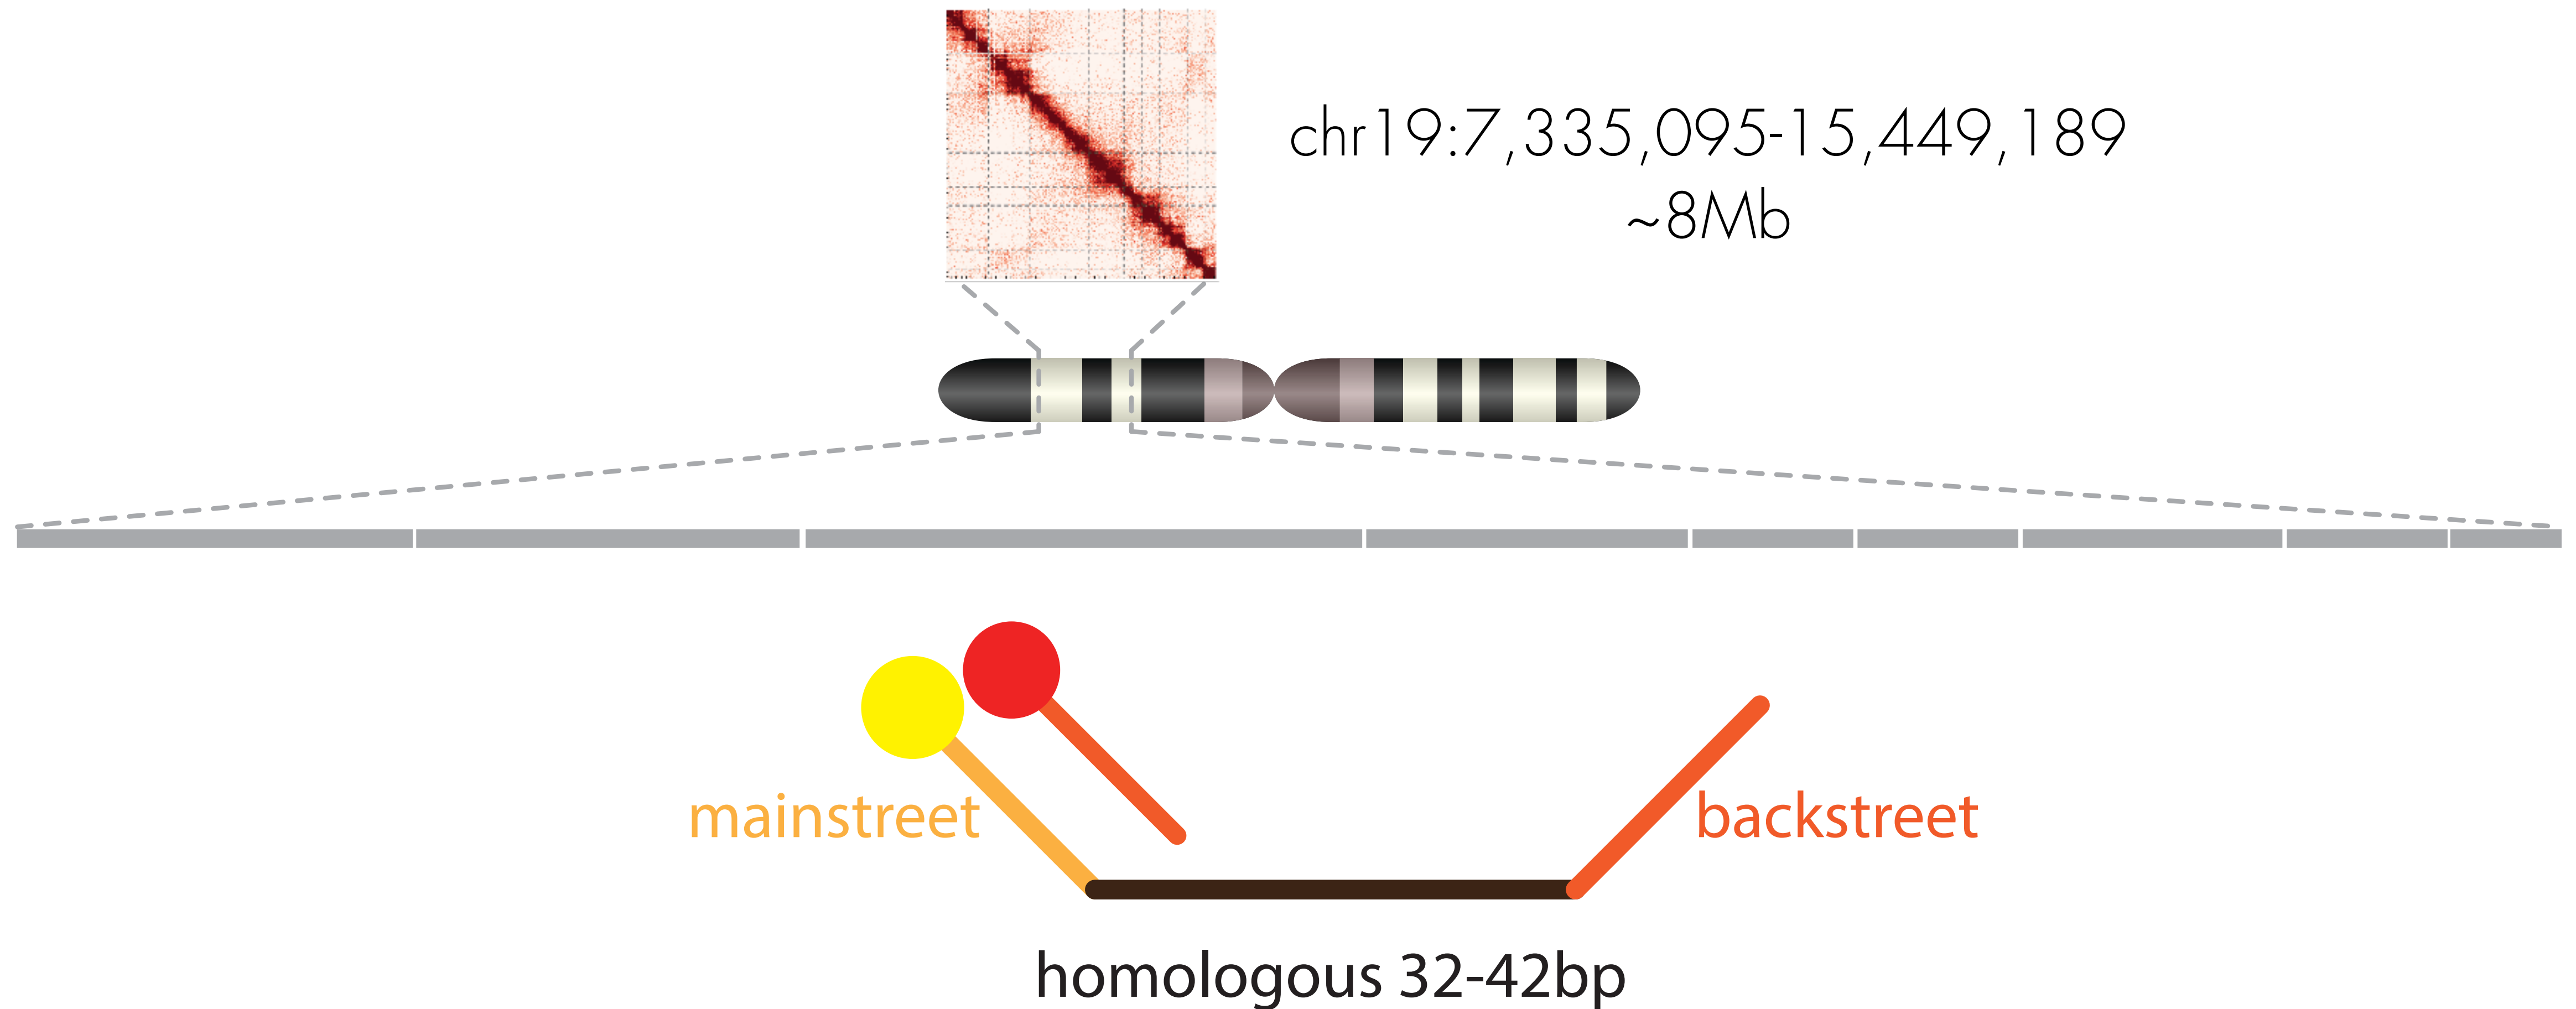 chr19:7,335,095-15,449,189
~8Mb
mainstreet
backstreet
homologous 32-42bp